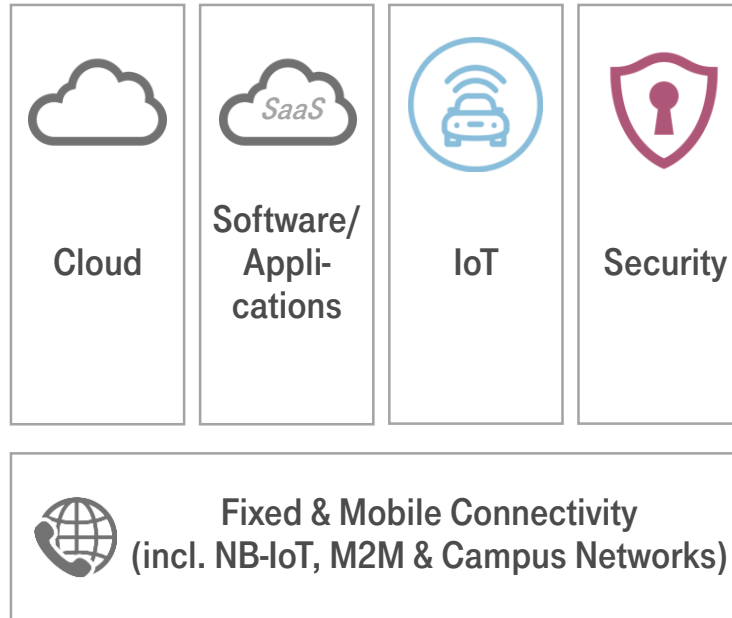 SaaS
Cloud
Software/
Appli-
cations
IoT
Security
Fixed & Mobile Connectivity
(incl. NB-IoT, M2M & Campus Networks)